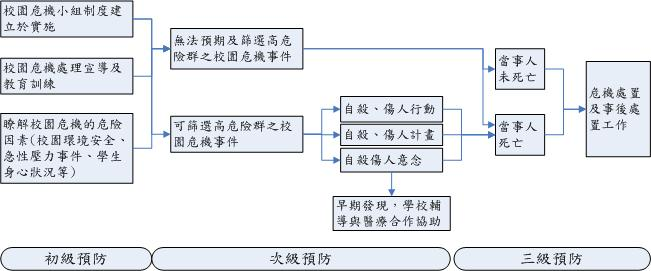 校園危機小組制度建
立於實施
校園危機處理宣導及
教育訓練
瞭解校園危機的危險
因素(校園環境安全、
急性壓力事件、學生
身心狀況等)
無法預期及篩選高危
險群之校園危機事件
可篩選高危險群之校
園危機事件
自殺、傷人行動
自殺、傷人計畫
自殺傷人意念
早期發現，學校輔
導與醫療合作協助
當事人
未死亡
當事人
死亡
危機處置
及事後處
置工作
初級預防
次級預防
三級預防